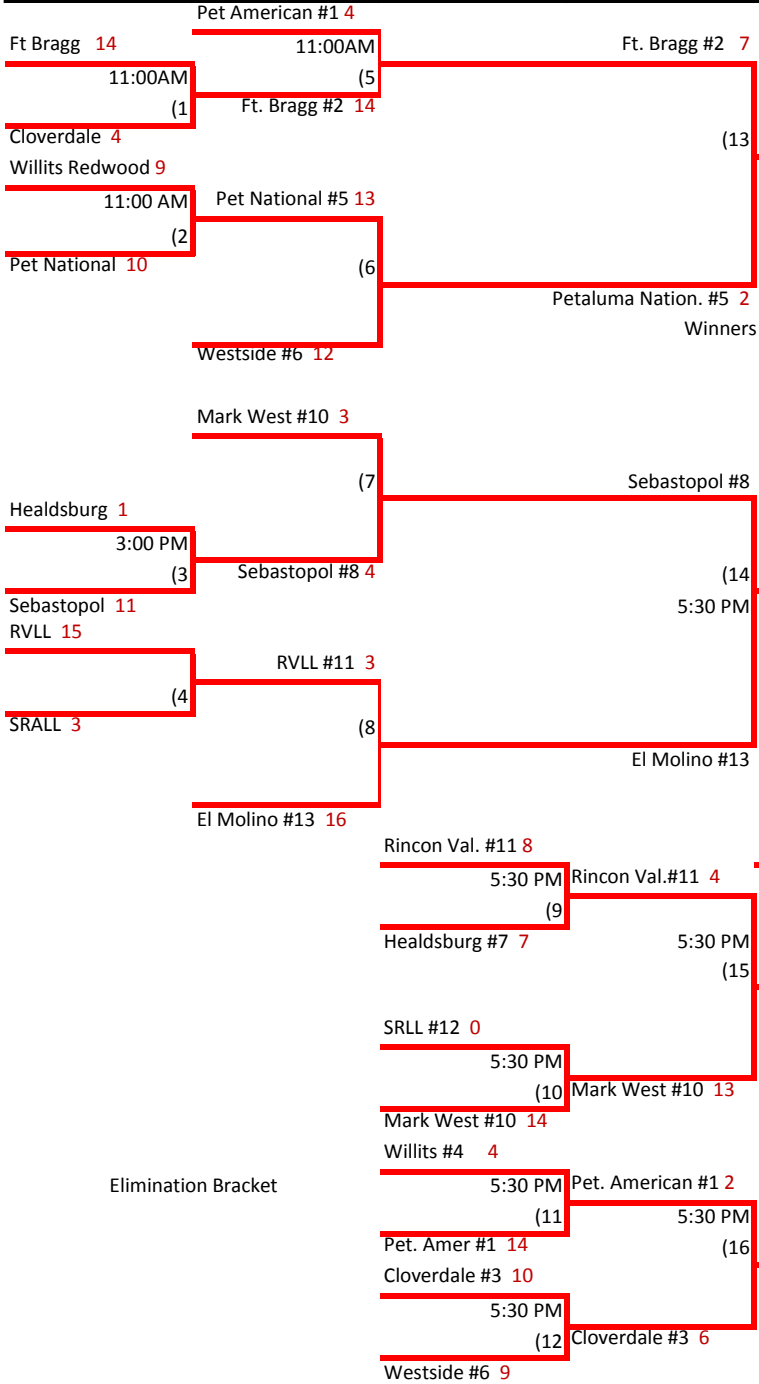 Pet American #1 4
Ft Bragg 14
11:00AM
Ft. Bragg #2 7
11:00AM
(5
(1
Ft. Bragg #2 14
Cloverdale 4
(13
Willits Redwood 9
11:00 AM
Pet National #5 13
(2
Pet National 10
(6
Petaluma Nation. #5 2
Winners
Westside #6 12
Mark West #10 3
(7
Sebastopol #8
Healdsburg 1
3:00 PM
(3
Sebastopol #8 4
(14
Sebastopol 11
5:30 PM
RVLL 15
RVLL #11 3
(4
SRALL 3
(8
El Molino #13
El Molino #13 16
Rincon Val. #11 8
5:30 PM
Rincon Val.#11 4
(9
Healdsburg #7 7
5:30 PM
(15
SRLL #12 0
5:30 PM
(10
Mark West #10 13
Mark West #10 14
Willits #4 4
Elimination Bracket
5:30 PM
Pet. American #1 2
(11
5:30 PM
Pet. Amer #1 14
(16
Cloverdale #3 10
5:30 PM
(12
Cloverdale #3 6
Westside #6 9